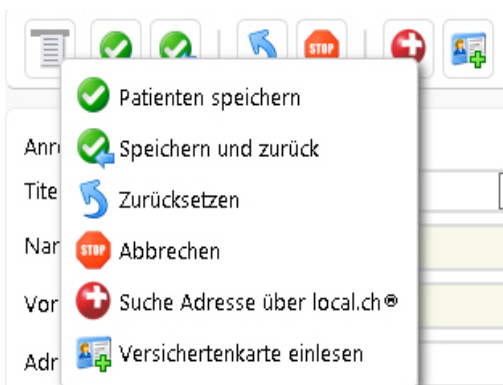 STOP
Patienten speichern
Speichern und zurück
Zurücksetzen
STOP Abbrechen
Suche Adresse über local.ch®
Versichertenkarte einlesen